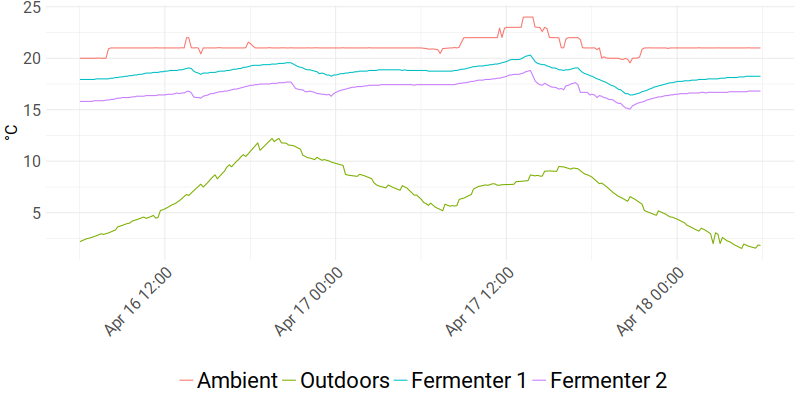 25
20
15
10
5
°C
Apr 16 12:00
Apr 17 00:00
Apr 17 12:00
Apr 18 00:00
Ambient Outdoors Fermenter 1 Fermenter 2